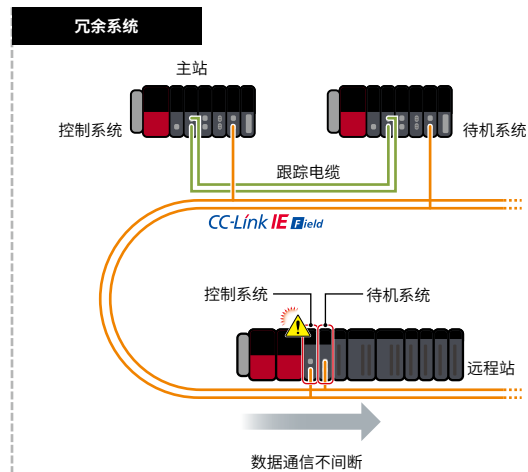 冗余系统
主站
控制系统
待机系统
跟踪电缆
CC-Link IE Field
控制系统
待机系统
远程站
数据通信不间断